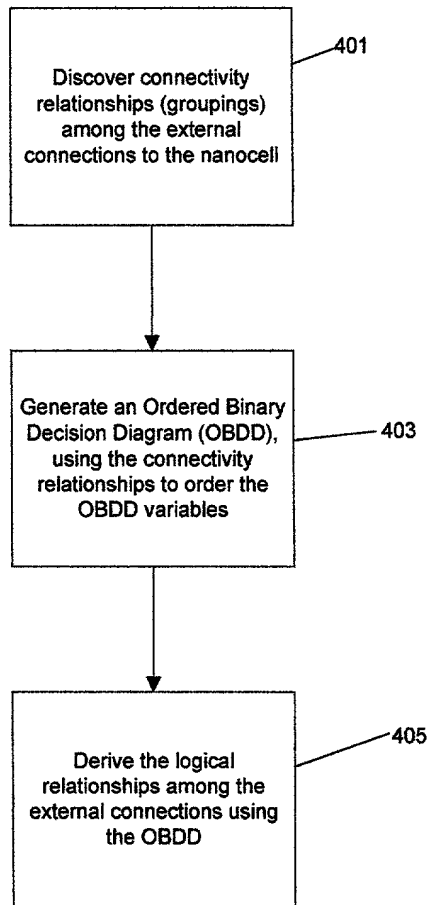 401
Discover connectivity
relationships (groupings)
among the external
connections to the nanocell
Generate an Ordered Binary
Decision Diagram (OBDD),
using the connectivity
relationships to order the
OBDD variables
403
405
Derive the logical
relationships among the
external connections using
the OBDD